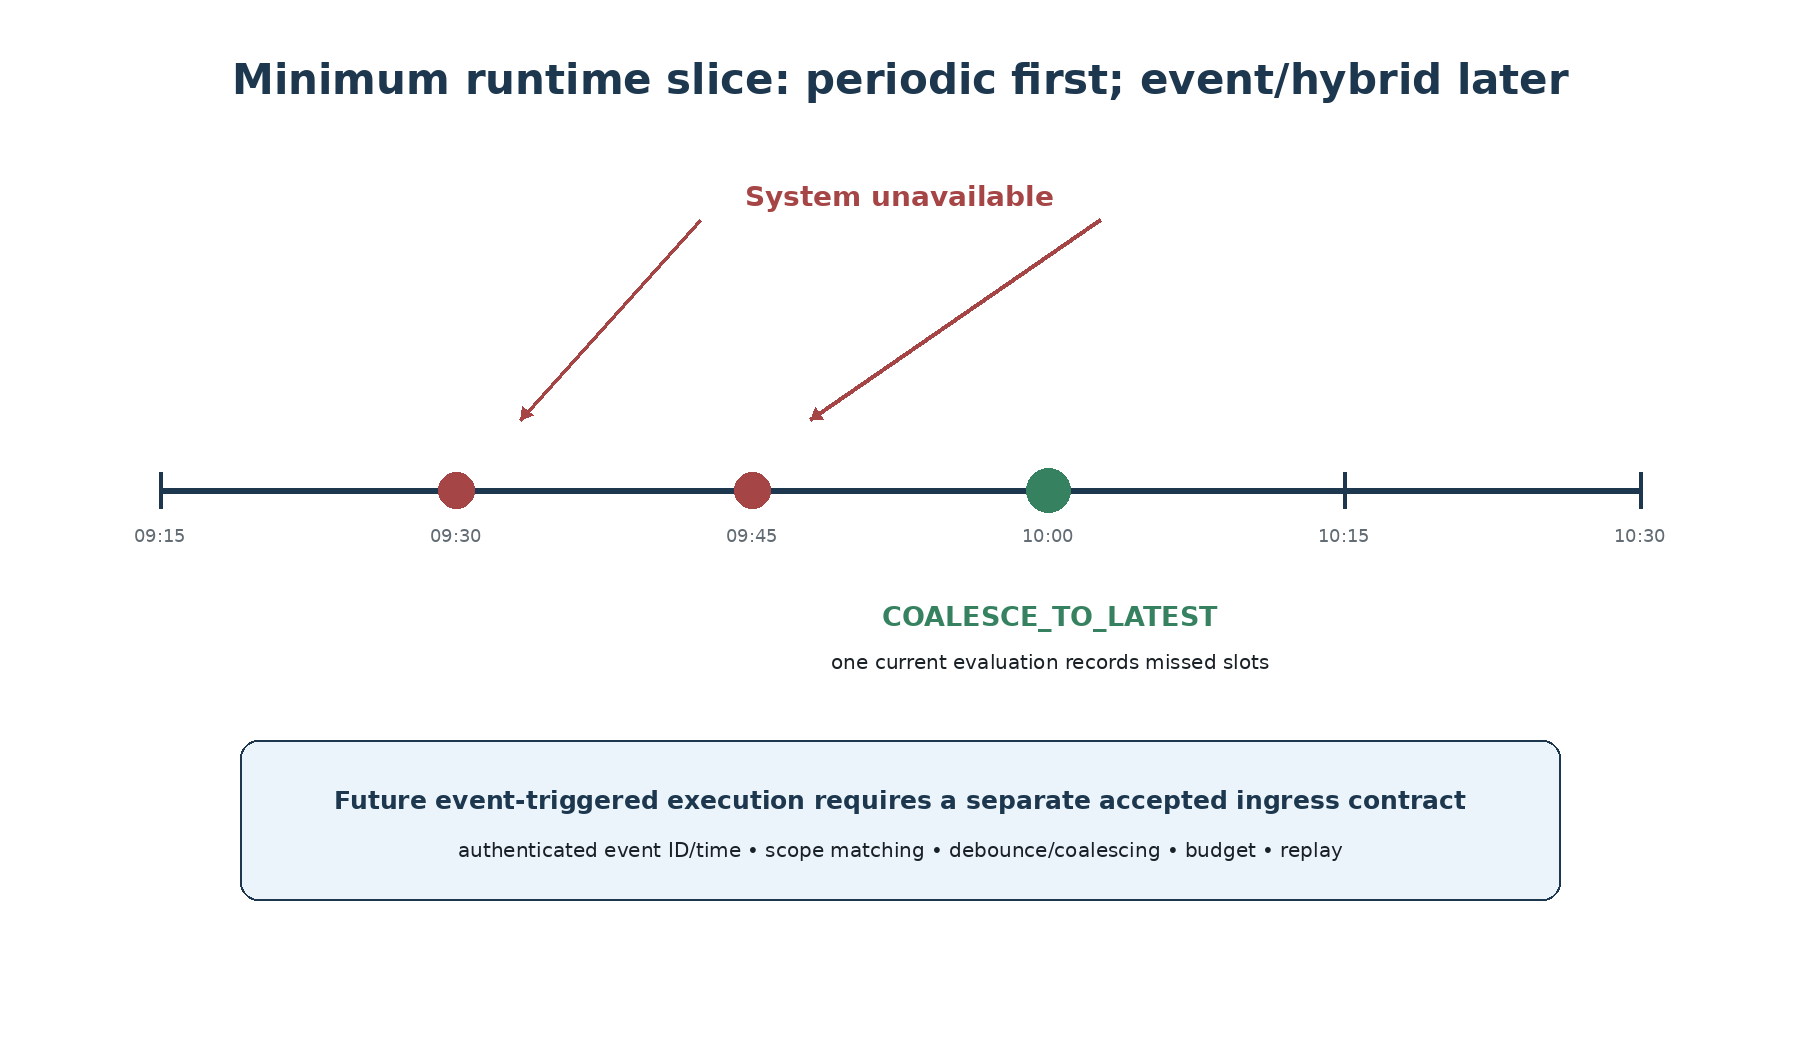 Minimum runtime slice: periodic first; event/hybrid later
System unavailable
09:15
09:30
09:45
10:00
10:15
10:30
COALESCE_TO_LATEST
one current evaluation records missed slots
Future event-triggered execution requires a separate accepted ingress contract
authenticated event ID/time • scope matching • debounce/coalescing • budget • replay